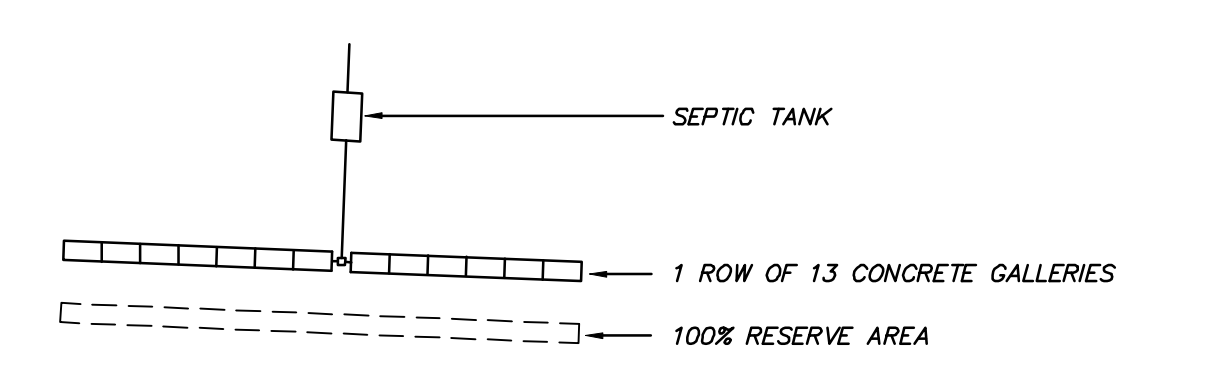 SEPTIC TANK
1 ROW OF 13 CONCRETE GALLERIES
100% RESERVE AREA